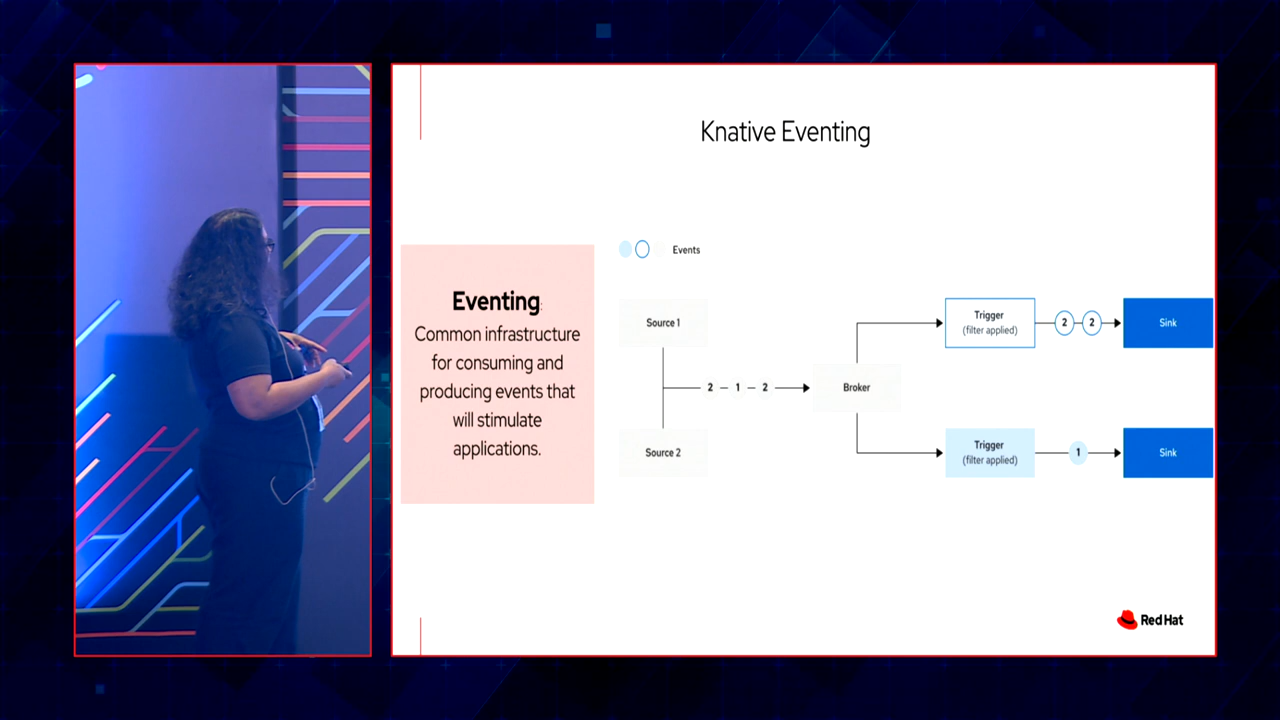 Knative Eventing
Events
Eventing:
Common infrastructure
for consuming and
producing events that
will stimulate
applications.
Source 1
Source 2
2 1 2
Broker
Trigger
(filter applied)
2 2
Sink
Trigger
(filter applied)
1
Sink
Red Hat